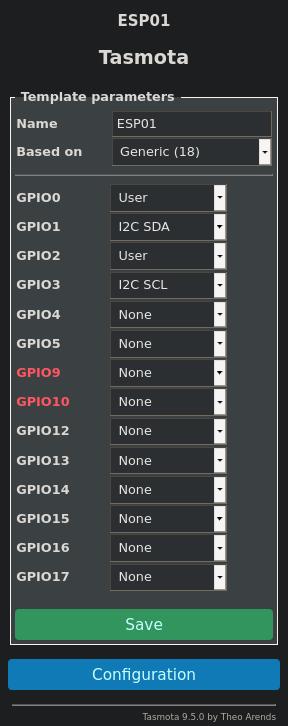 ESP01
Tasmota
Template parameters
Name ESP01
Based on Generic (18)
GPIO0 User
GPIO1 I2C SDA
GPIO2 User
GPIO3 I2C SCL
GPIO4 None
GPIO5 None
GPIO9 None
GPIO10 None
GPIO12 None
GPIO13 None
GPIO14 None
GPIO15 None
GPIO16 None
GPIO17 None
Save
Configuration
Tasmota 9.5.0 by Theo Arends